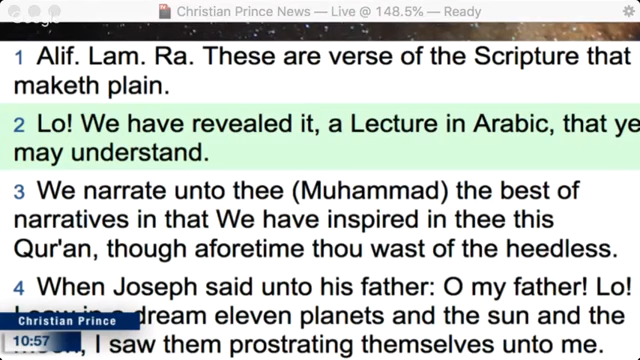 Christian Prince News — Live @ 148.5% — Ready
1 Alif. Lam. Ra. These are verse of the Scripture that
maketh plain.
2 Lo! We have revealed it, a Lecture in Arabic, that ye
may understand.
3 We narrate unto thee (Muhammad) the best of
narratives in that We have inspired in thee this
Qur'an, though aforetime thou wast of the heedless.
4 When Joseph said unto his father: O my father! Lo!
dream eleven planets and the sun and the
I saw them prostrating themselves unto me.
Christian Prince
10:57